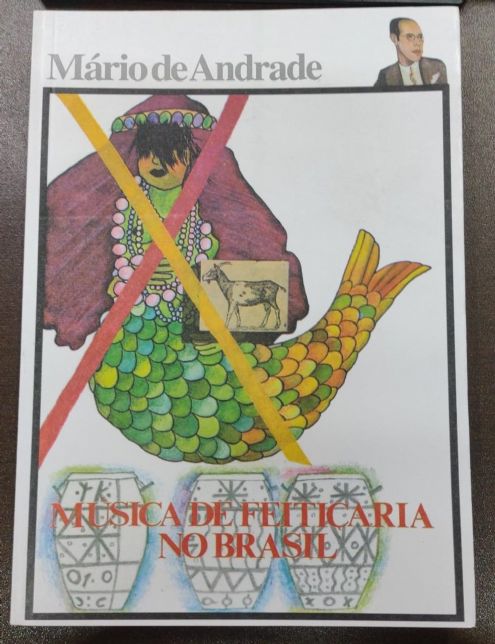 Mário de Andrade
MÚSICA DE FEITIÇARIA
NO BRASIL